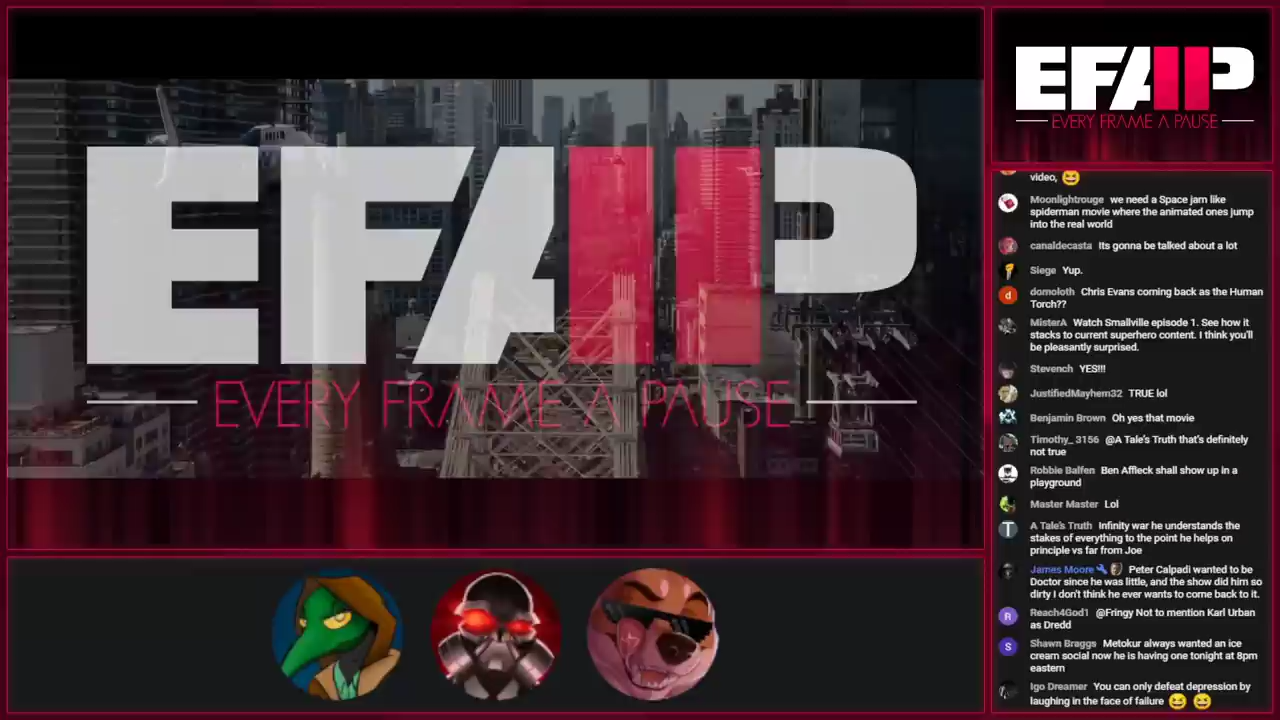 EFAP
EVERY FRAME A PAUSE
EFAP
EVERY FRAME A PAUSE
video, 😆
Moonlightrouge we need a Space jam like
spiderman movie where the animated ones jump
into the real world
canaldecasta Its gonna be talked about a lot
Siege Yup.
domoloth Chris Evans coming back as the Human
Torch??
MisterA Watch Smallville episode 1. See how it
stacks to current superhero content. I think you'll
be pleasantly surprised.
Stevench YES!!!
JustifiedMayhem32 TRUE lol
Benjamin Brown Oh yes that movie
Timothy_ 3156 @A Tale's Truth that's definitely
not true
Robbie Balfen Ben Affleck shall show up in a
playground
Master Master Lol
A Tale's Truth Infinity war he understands the
stakes of everything to the point he helps on
principle vs far from Joe
James Moore Peter Calpadi wanted to be
Doctor since he was little, and the show did him so
dirty I don't think he ever wants to come back to it.
Reach4God1 @Fringy Not to mention Karl Urban
as Dredd
Shawn Braggs Metokur always wanted an ice
cream social now he is having one tonight at 8pm
eastern
Igo Dreamer You can only defeat depression by
laughing in the face of failure 😆 😆